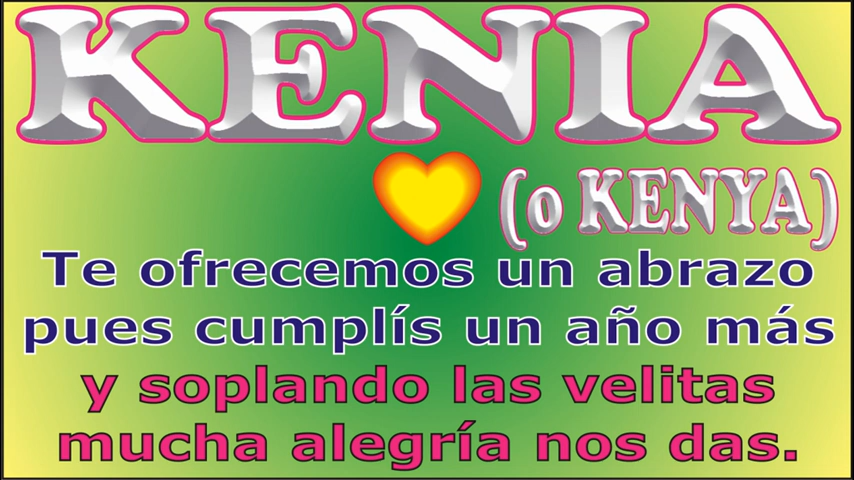 KENIA
(o KENYA)
Te ofrecemos un abrazo
pues cumplís un año más
y soplando las velitas
mucha alegría nos das.